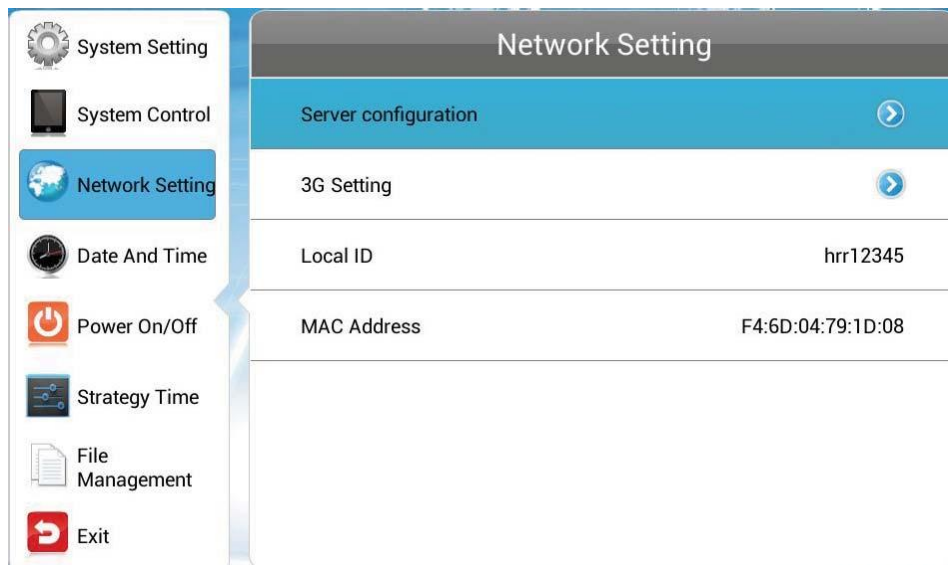 System Setting
System Control
Network Setting
Date And Time
Power On/Off
Strategy Time
File
Management
Exit
Network Setting
Server configuration
3G Setting
Local ID hrr12345
MAC Address F4:6D:04:79:1D:08